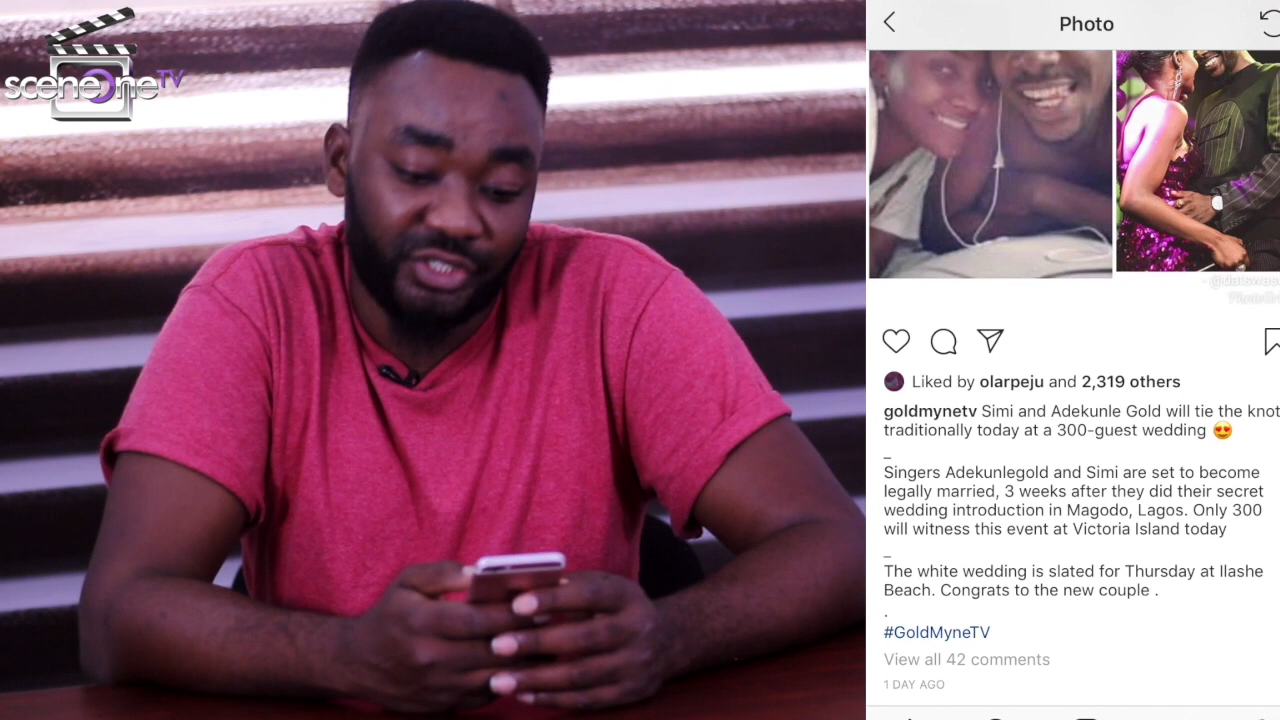 sceneOneTV
Photo
Liked by olarpeju and 2,319 others
goldmynetv Simi and Adekunle Gold will tie the knot
traditionally today at a 300-guest wedding 😍
_
Singers Adekunlegold and Simi are set to become
legally married, 3 weeks after they did their secret
wedding introduction in Magodo, Lagos. Only 300
will witness this event at Victoria Island today
_
The white wedding is slated for Thursday at Ilashe
Beach. Congrats to the new couple .
.
#GoldMyneTV
View all 42 comments
1 DAY AGO